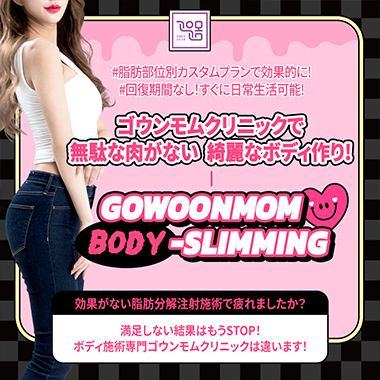 #脂肪部位別カスタムプランで効果的に!
#回復期間なし!すぐに日常生活可能!
ゴウンモムクリニックで
無駄な肉がない 綺麗なボディ作り!
GOWOONMOM
BODY-SLIMMING
効果がない脂肪分解注射施術で疲れましたか?
満足しない結果はもうSTOP!
ボディ施術専門ゴウンモムクリニックは違います!